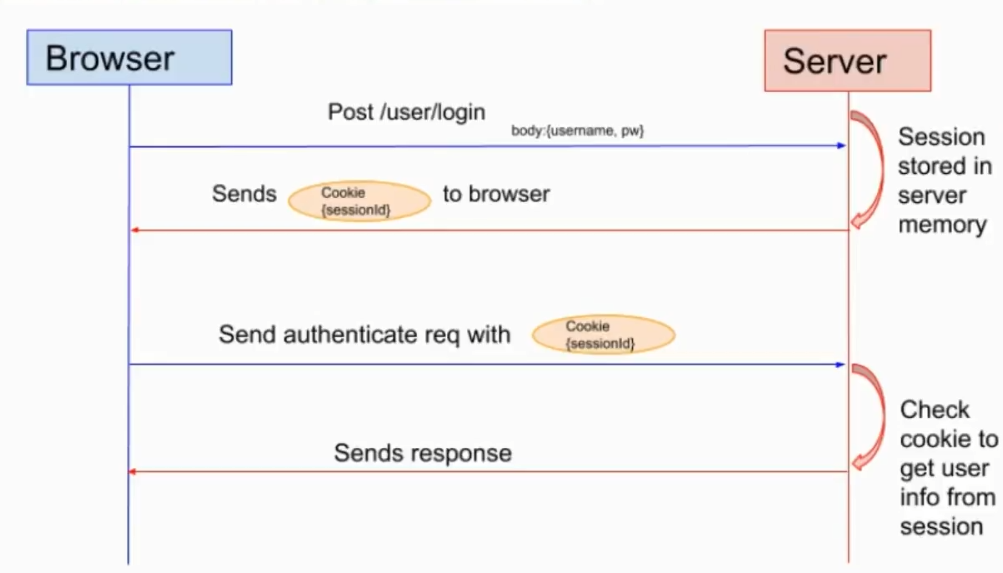 Browser
Server
Post /user/login
body:{username, pw}
Session
stored in
server
memory
Sends
Cookie
{sessionId}
to browser
Send authenticate req with
Cookie
{sessionId}
Check
cookie to
get user
info from
session
Sends response